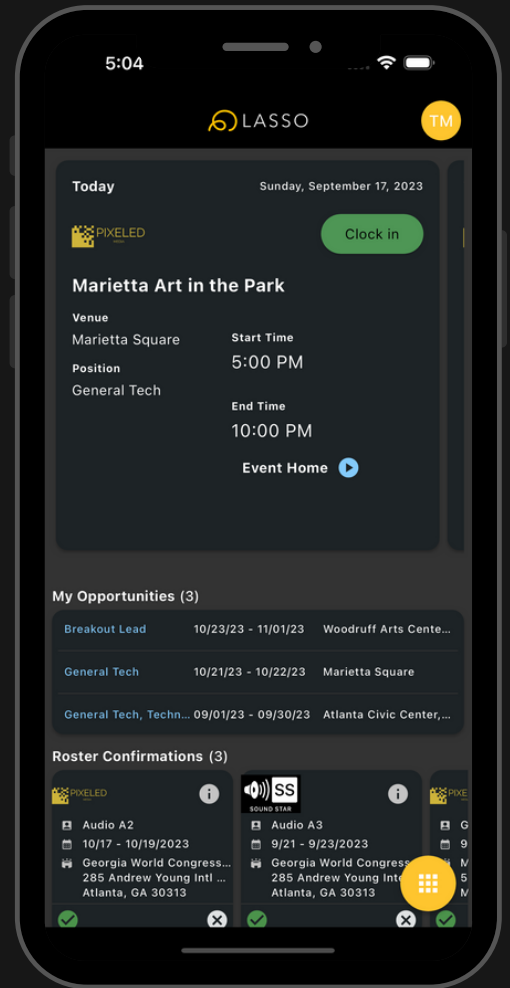 5:04
LASSO
TM
Today
Sunday, September 17, 2023
PIXELED
Clock in
Marietta Art in the Park
Venue
Marietta Square
Start Time
5:00 PM
Position
General Tech
End Time
10:00 PM
Event Home
My Opportunities (3)
Breakout Lead 10/23/23 - 11/01/23 Woodruff Arts Cente...
General Tech 10/21/23 - 10/22/23 Marietta Square
General Tech, Techn... 09/01/23 - 09/30/23 Atlanta Civic Center,...
Roster Confirmations (3)
PIXELED
Audio A2
10/17 - 10/19/2023
Georgia World Congress...
285 Andrew Young Intl ...
Atlanta, GA 30313
SS
SOUND STAR
Audio A3
9/21 - 9/23/2023
Georgia World Congress
285 Andrew Young Inte
Atlanta, GA 30313
PIXE
G
9
M
5
M